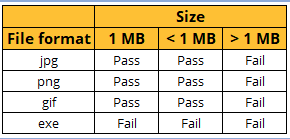 Size
File format 1 MB < 1 MB > 1 MB
jpg Pass Pass Fail
png Pass Pass Fail
gif Pass Pass Fail
exe Fail Fail Fail